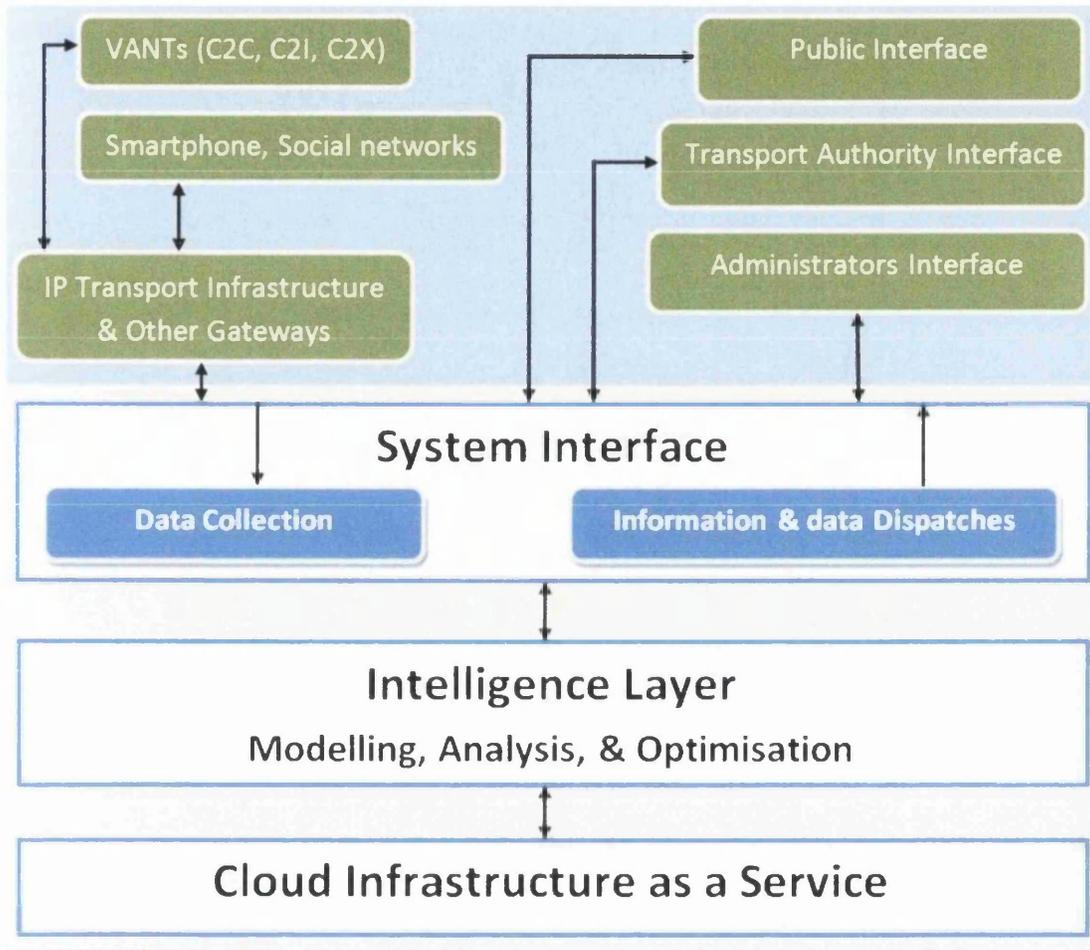 VANTs (C2C, C2I, C2X)
Smartphone, Social networks
IP Transport Infrastructure
& Other Gateways
Public Interface
Transport Authority Interface
Administrators Interface
System Interface
Data Collection
Information & data Dispatches
Intelligence Layer
Modelling, Analysis, & Optimisation
Cloud Infrastructure as a Service